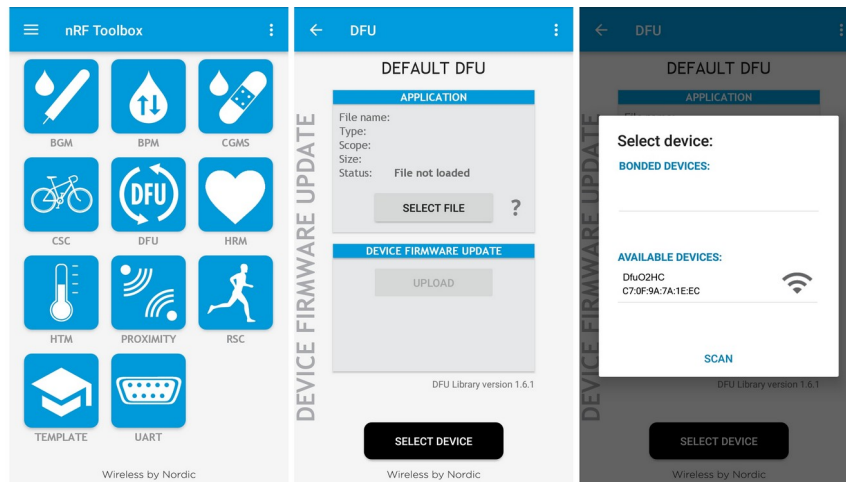 nRF Toolbox
BGM
BPM
CGMS
DFU
CSC
DFU
HRM
HTM
PROXIMITY
RSC
TEMPLATE
UART
Wireless by Nordic
DFU
DEFAULT DFU
DEVICE FIRMWARE UPDATE
APPLICATION
File name:
Type:
Scope:
Size:
Status: File not loaded
SELECT FILE ?
DEVICE FIRMWARE UPDATE
UPLOAD
DFU Library version 1.6.1
SELECT DEVICE
Wireless by Nordic
DFU
DEFAULT DFU
DEVICE FIRMWARE UPDATE
APPLICATION
File name:
Select device:
BONDED DEVICES:
AVAILABLE DEVICES:
DfuO2HC
C7:0F:9A:7A:1E:EC
SCAN
DFU Library version 1.6.1
SELECT DEVICE
Wireless by Nordic